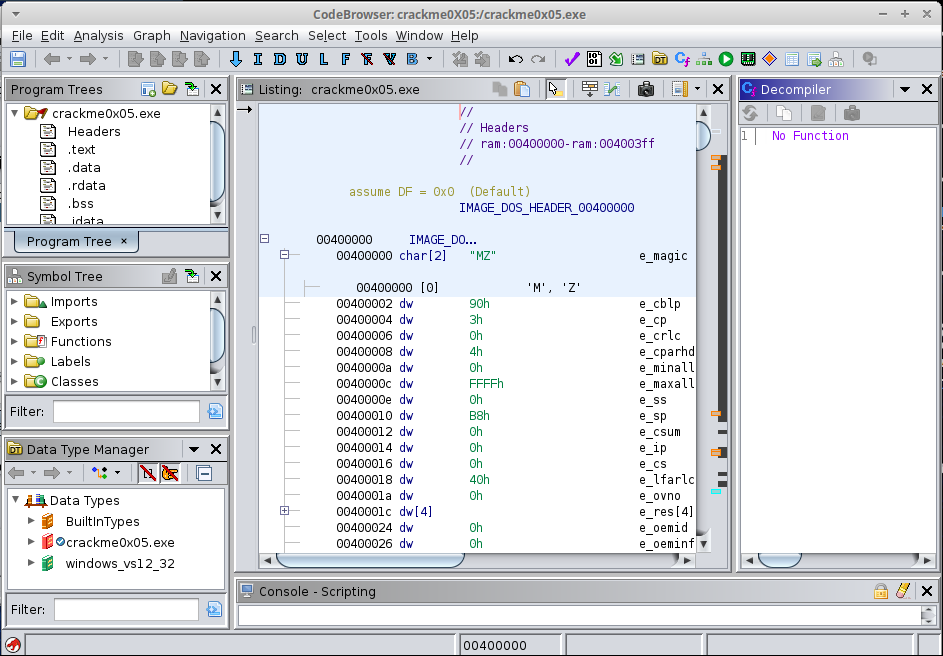 CodeBrowser: crackme0X05:/crackme0x05.exe
File Edit Analysis Graph Navigation Search Select Tools Window Help
I D U L F R V B
Program Trees
crackme0x05.exe
Headers
.text
.data
.rdata
.bss
.idata
Program Tree ×
Symbol Tree
Imports
Exports
Functions
Labels
Classes
Filter:
Data Type Manager
Data Types
BuiltInTypes
crackme0x05.exe
windows_vs12_32
Filter:
Listing: crackme0x05.exe
//
// Headers
// ram:00400000-ram:004003ff
//
assume DF = 0x0 (Default)
IMAGE_DOS_HEADER_00400000
00400000 IMAGE_DO...
00400000 char[2] "MZ" e_magic
00400000 [0] 'M', 'Z'
00400002 dw 90h e_cblp
00400004 dw 3h e_cp
00400006 dw 0h e_crlc
00400008 dw 4h e_cparhd
0040000a dw 0h e_minall
0040000c dw FFFFh e_maxall
0040000e dw 0h e_ss
00400010 dw B8h e_sp
00400012 dw 0h e_csum
00400014 dw 0h e_ip
00400016 dw 0h e_cs
00400018 dw 40h e_lfarlc
0040001a dw 0h e_ovno
0040001c dw[4] e_res[4]
00400024 dw 0h e_oemid
00400026 dw 0h e_oeminf
Decompiler
1 No Function
Console - Scripting
00400000